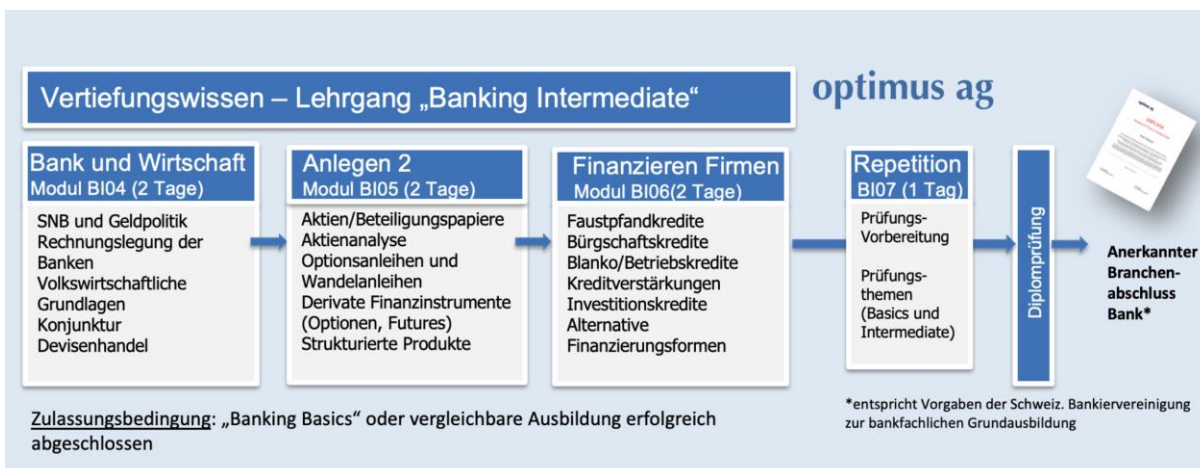 Vertiefungswissen – Lehrgang „Banking Intermediate“
optimus ag
Bank und Wirtschaft
Modul BI04 (2 Tage)
SNB und Geldpolitik
Rechnungslegung der
Banken
Volkswirtschaftliche
Grundlagen
Konjunktur
Devisenhandel
Anlegen 2
Modul BI05 (2 Tage)
Aktien/Beteiligungspapiere
Aktienanalyse
Optionsanleihen und
Wandelanleihen
Derivate Finanzinstrumente
(Optionen, Futures)
Strukturierte Produkte
Finanzieren Firmen
Modul BI06(2 Tage)
Faustpfandkredite
Bürgschaftskredite
Blanko/Betriebskredite
Kreditverstärkungen
Investitionskredite
Alternative
Finanzierungsformen
Repetition
BI07 (1 Tag)
Prüfungs-
Vorbereitung
Prüfungs-
themen
(Basics und
Intermediate)
Diplomprüfung
Anerkannter
Branchen-
abschluss
Bank*
Zulassungsbedingung: „Banking Basics“ oder vergleichbare Ausbildung erfolgreich
abgeschlossen
*entspricht Vorgaben der Schweiz. Bankiervereinigung
zur bankfachlichen Grundausbildung